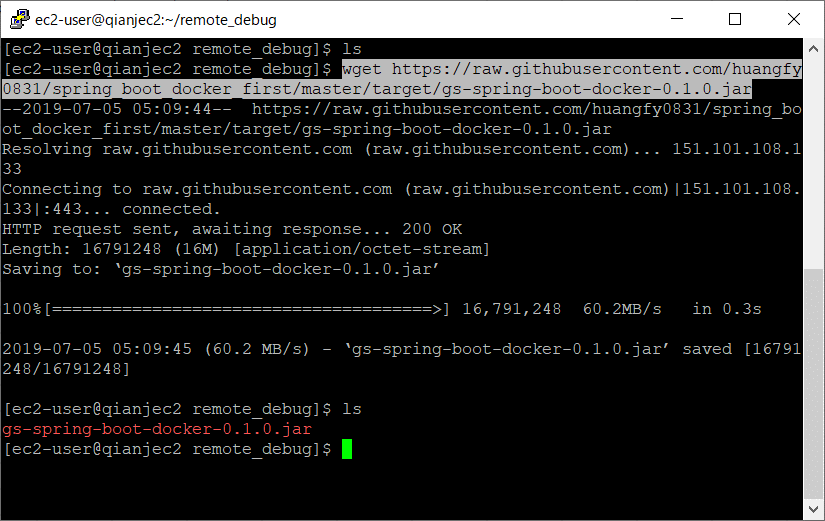 ec2-user@qianjec2:~/remote_debug
[ec2-user@qianjec2 remote_debug]$ ls
[ec2-user@qianjec2 remote_debug]$ wget https://raw.githubusercontent.com/huangfy
0831/spring_boot_docker_first/master/target/gs-spring-boot-docker-0.1.0.jar
--2019-07-05 05:09:44--  https://raw.githubusercontent.com/huangfy0831/spring_bo
ot_docker_first/master/target/gs-spring-boot-docker-0.1.0.jar
Resolving raw.githubusercontent.com (raw.githubusercontent.com)... 151.101.108.1
33
Connecting to raw.githubusercontent.com (raw.githubusercontent.com)|151.101.108.
133|:443... connected.
HTTP request sent, awaiting response... 200 OK
Length: 16791248 (16M) [application/octet-stream]
Saving to: ‘gs-spring-boot-docker-0.1.0.jar’
100%[======================================>] 16,791,248  60.2MB/s   in 0.3s
2019-07-05 05:09:45 (60.2 MB/s) - ‘gs-spring-boot-docker-0.1.0.jar’ saved [16791
248/16791248]
[ec2-user@qianjec2 remote_debug]$ ls
gs-spring-boot-docker-0.1.0.jar
[ec2-user@qianjec2 remote_debug]$